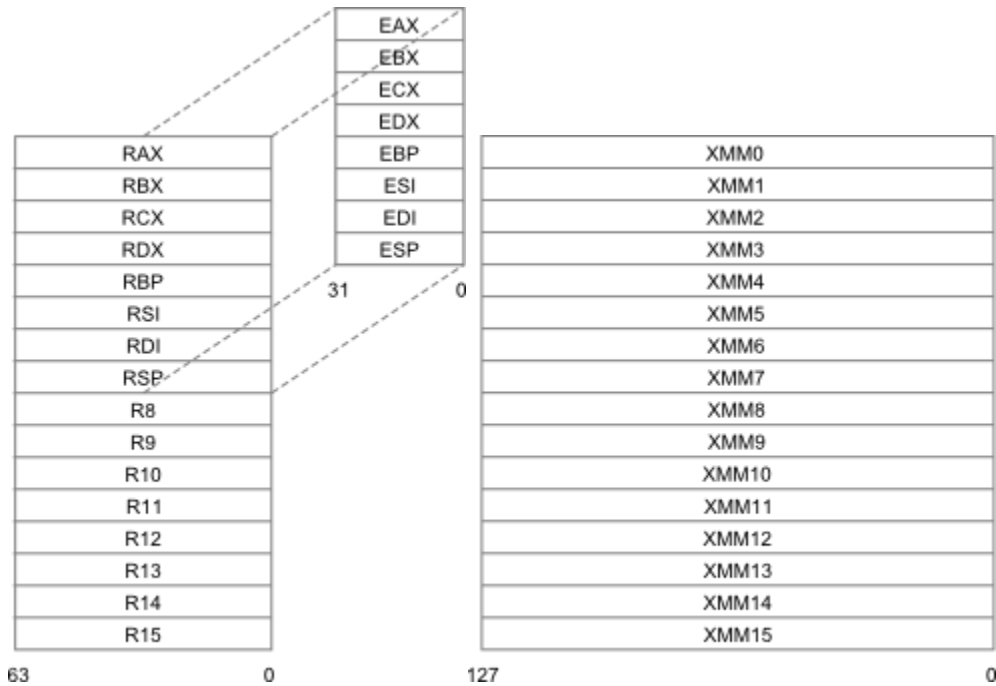 EAX
EBX
ECX
EDX
EBP
ESI
EDI
ESP
31 0
RAX
RBX
RCX
RDX
RBP
RSI
RDI
RSP
R8
R9
R10
R11
R12
R13
R14
R15
63 0
XMM0
XMM1
XMM2
XMM3
XMM4
XMM5
XMM6
XMM7
XMM8
XMM9
XMM10
XMM11
XMM12
XMM13
XMM14
XMM15
127 0